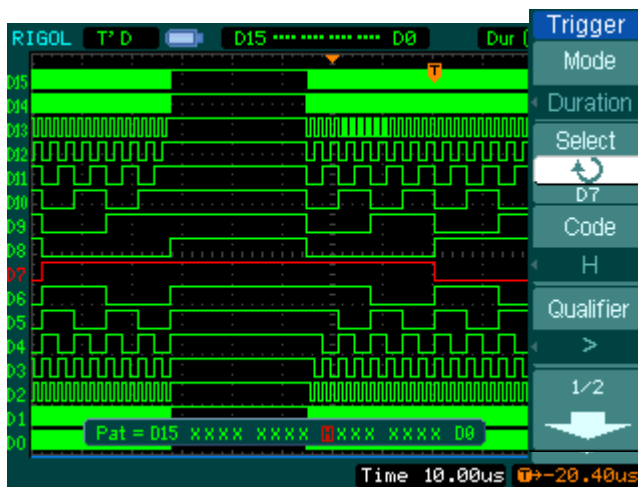 RIGOL T'D D15 ···· ···· ···· ···· D0 Dur (
Trigger
Mode
Duration
Select
D7
Code
H
Qualifier
>
1/2
T
D15
D14
D13
D12
D11
D10
D9
D8
D7
D6
D5
D4
D3
D2
D1
D0
Pat = D15 XXXX XXXX HXXX XXXX D0
Time 10.00us T→-20.40us